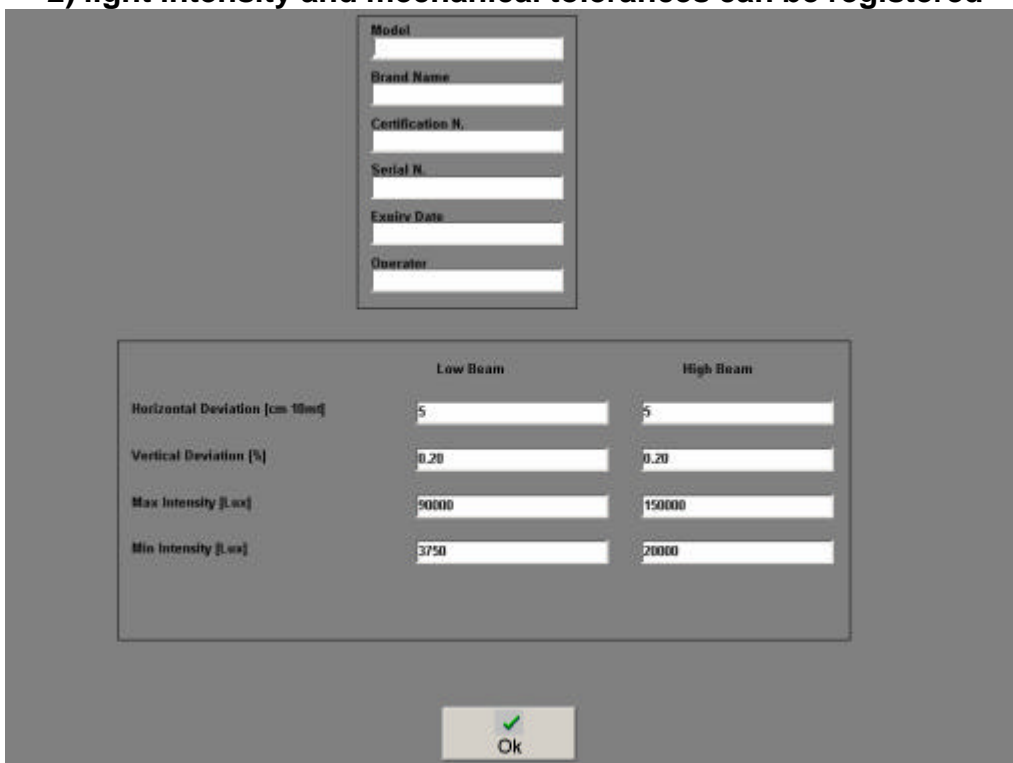 2) light intensity and mechanical tolerances can be registered
Model
Brand Name
Certification N.
Serial N.
Expiry Date
Operator
Low Beam High Beam
Horizontal Deviation [cm 10mt] 5 5
Vertical Deviation [%] 0.20 0.20
Max Intensity [Lux] 90000 150000
Min Intensity [Lux] 3750 20000
Ok